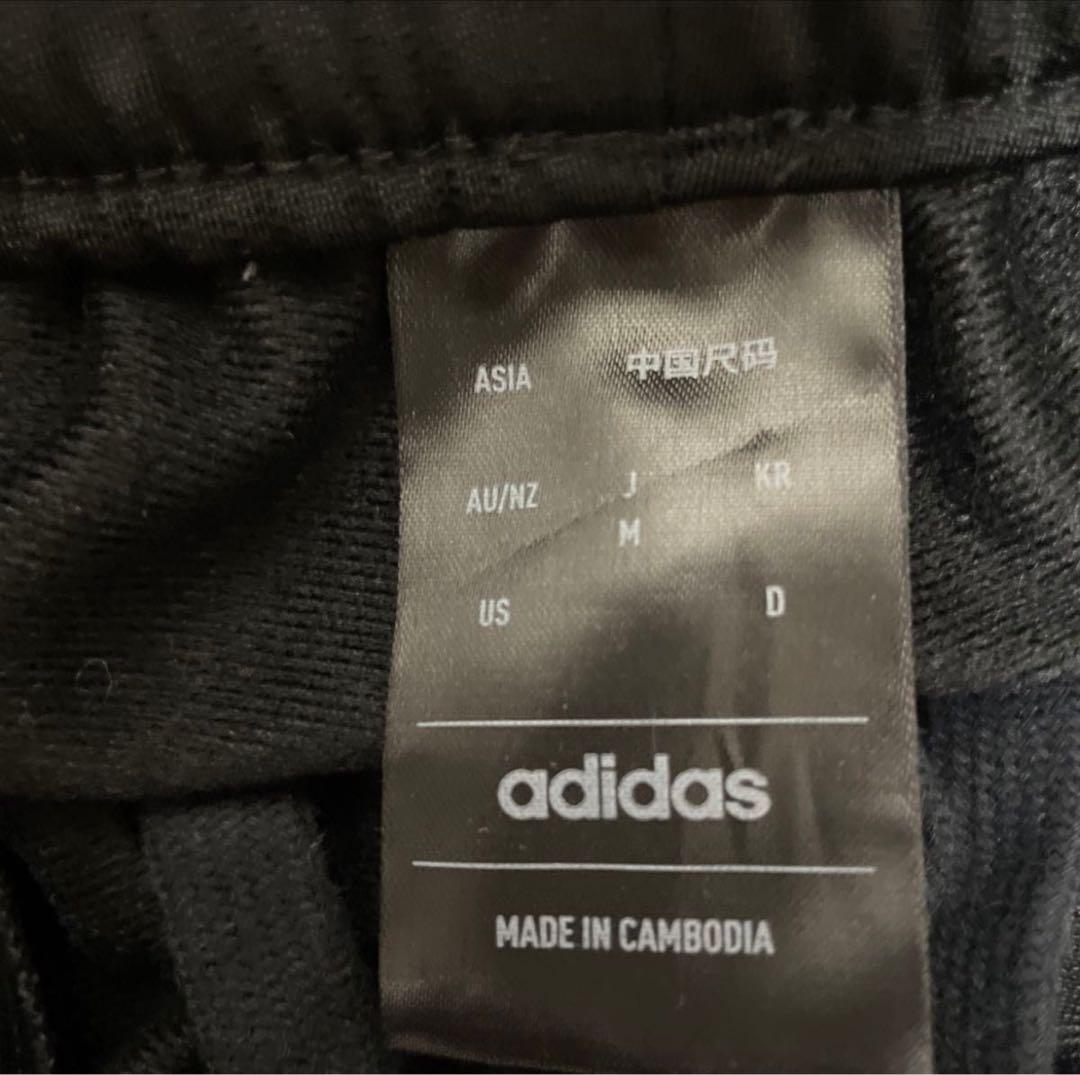 ASIA 中国尺码
AU/NZ J KR
M
US D
adidas
MADE IN CAMBODIA